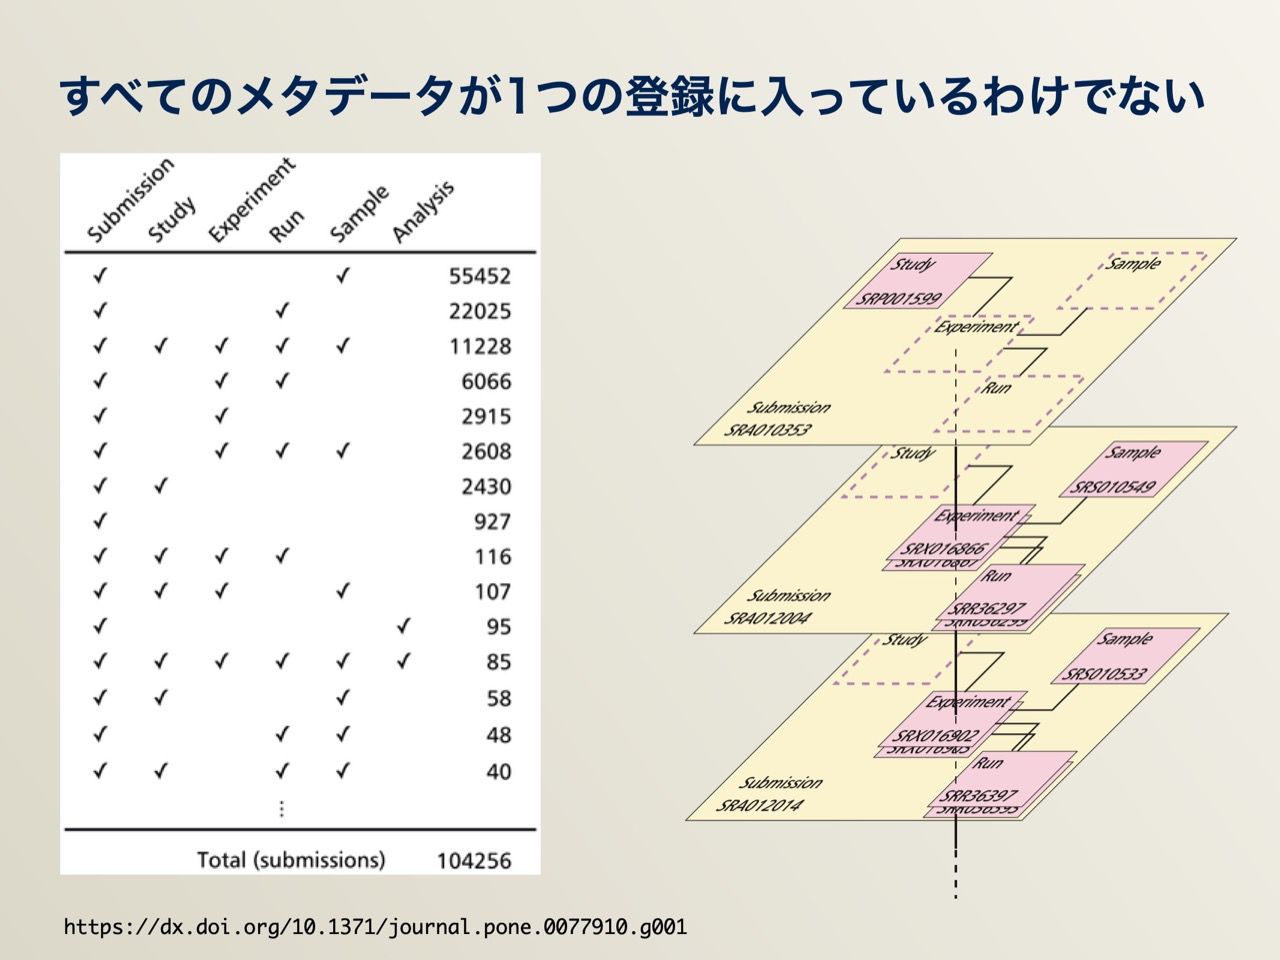 すべてのメタデータが1つの登録に入っているわけでない
Submission Study Experiment Run Sample Analysis
✓ ✓ 55452
✓ ✓ 22025
✓ ✓ ✓ ✓ ✓ 11228
✓ ✓ ✓ 6066
✓ ✓ 2915
✓ ✓ ✓ ✓ 2608
✓ ✓ 2430
✓ 927
✓ ✓ ✓ ✓ 116
✓ ✓ ✓ ✓ 107
✓ ✓ 95
✓ ✓ ✓ ✓ ✓ ✓ 85
✓ ✓ ✓ 58
✓ ✓ ✓ 48
✓ ✓ ✓ ✓ 40
⋮
Total (submissions) 104256
Study
SRP001599
Sample
Experiment
Run
Submission
SRA010353
Study
Sample
SRS010549
Experiment
SRX016866
Run
SRR36297
Submission
SRA012004
Study
Sample
SRS010533
Experiment
SRX016902
Run
SRR36397
Submission
SRA012014
https://dx.doi.org/10.1371/journal.pone.0077910.g001